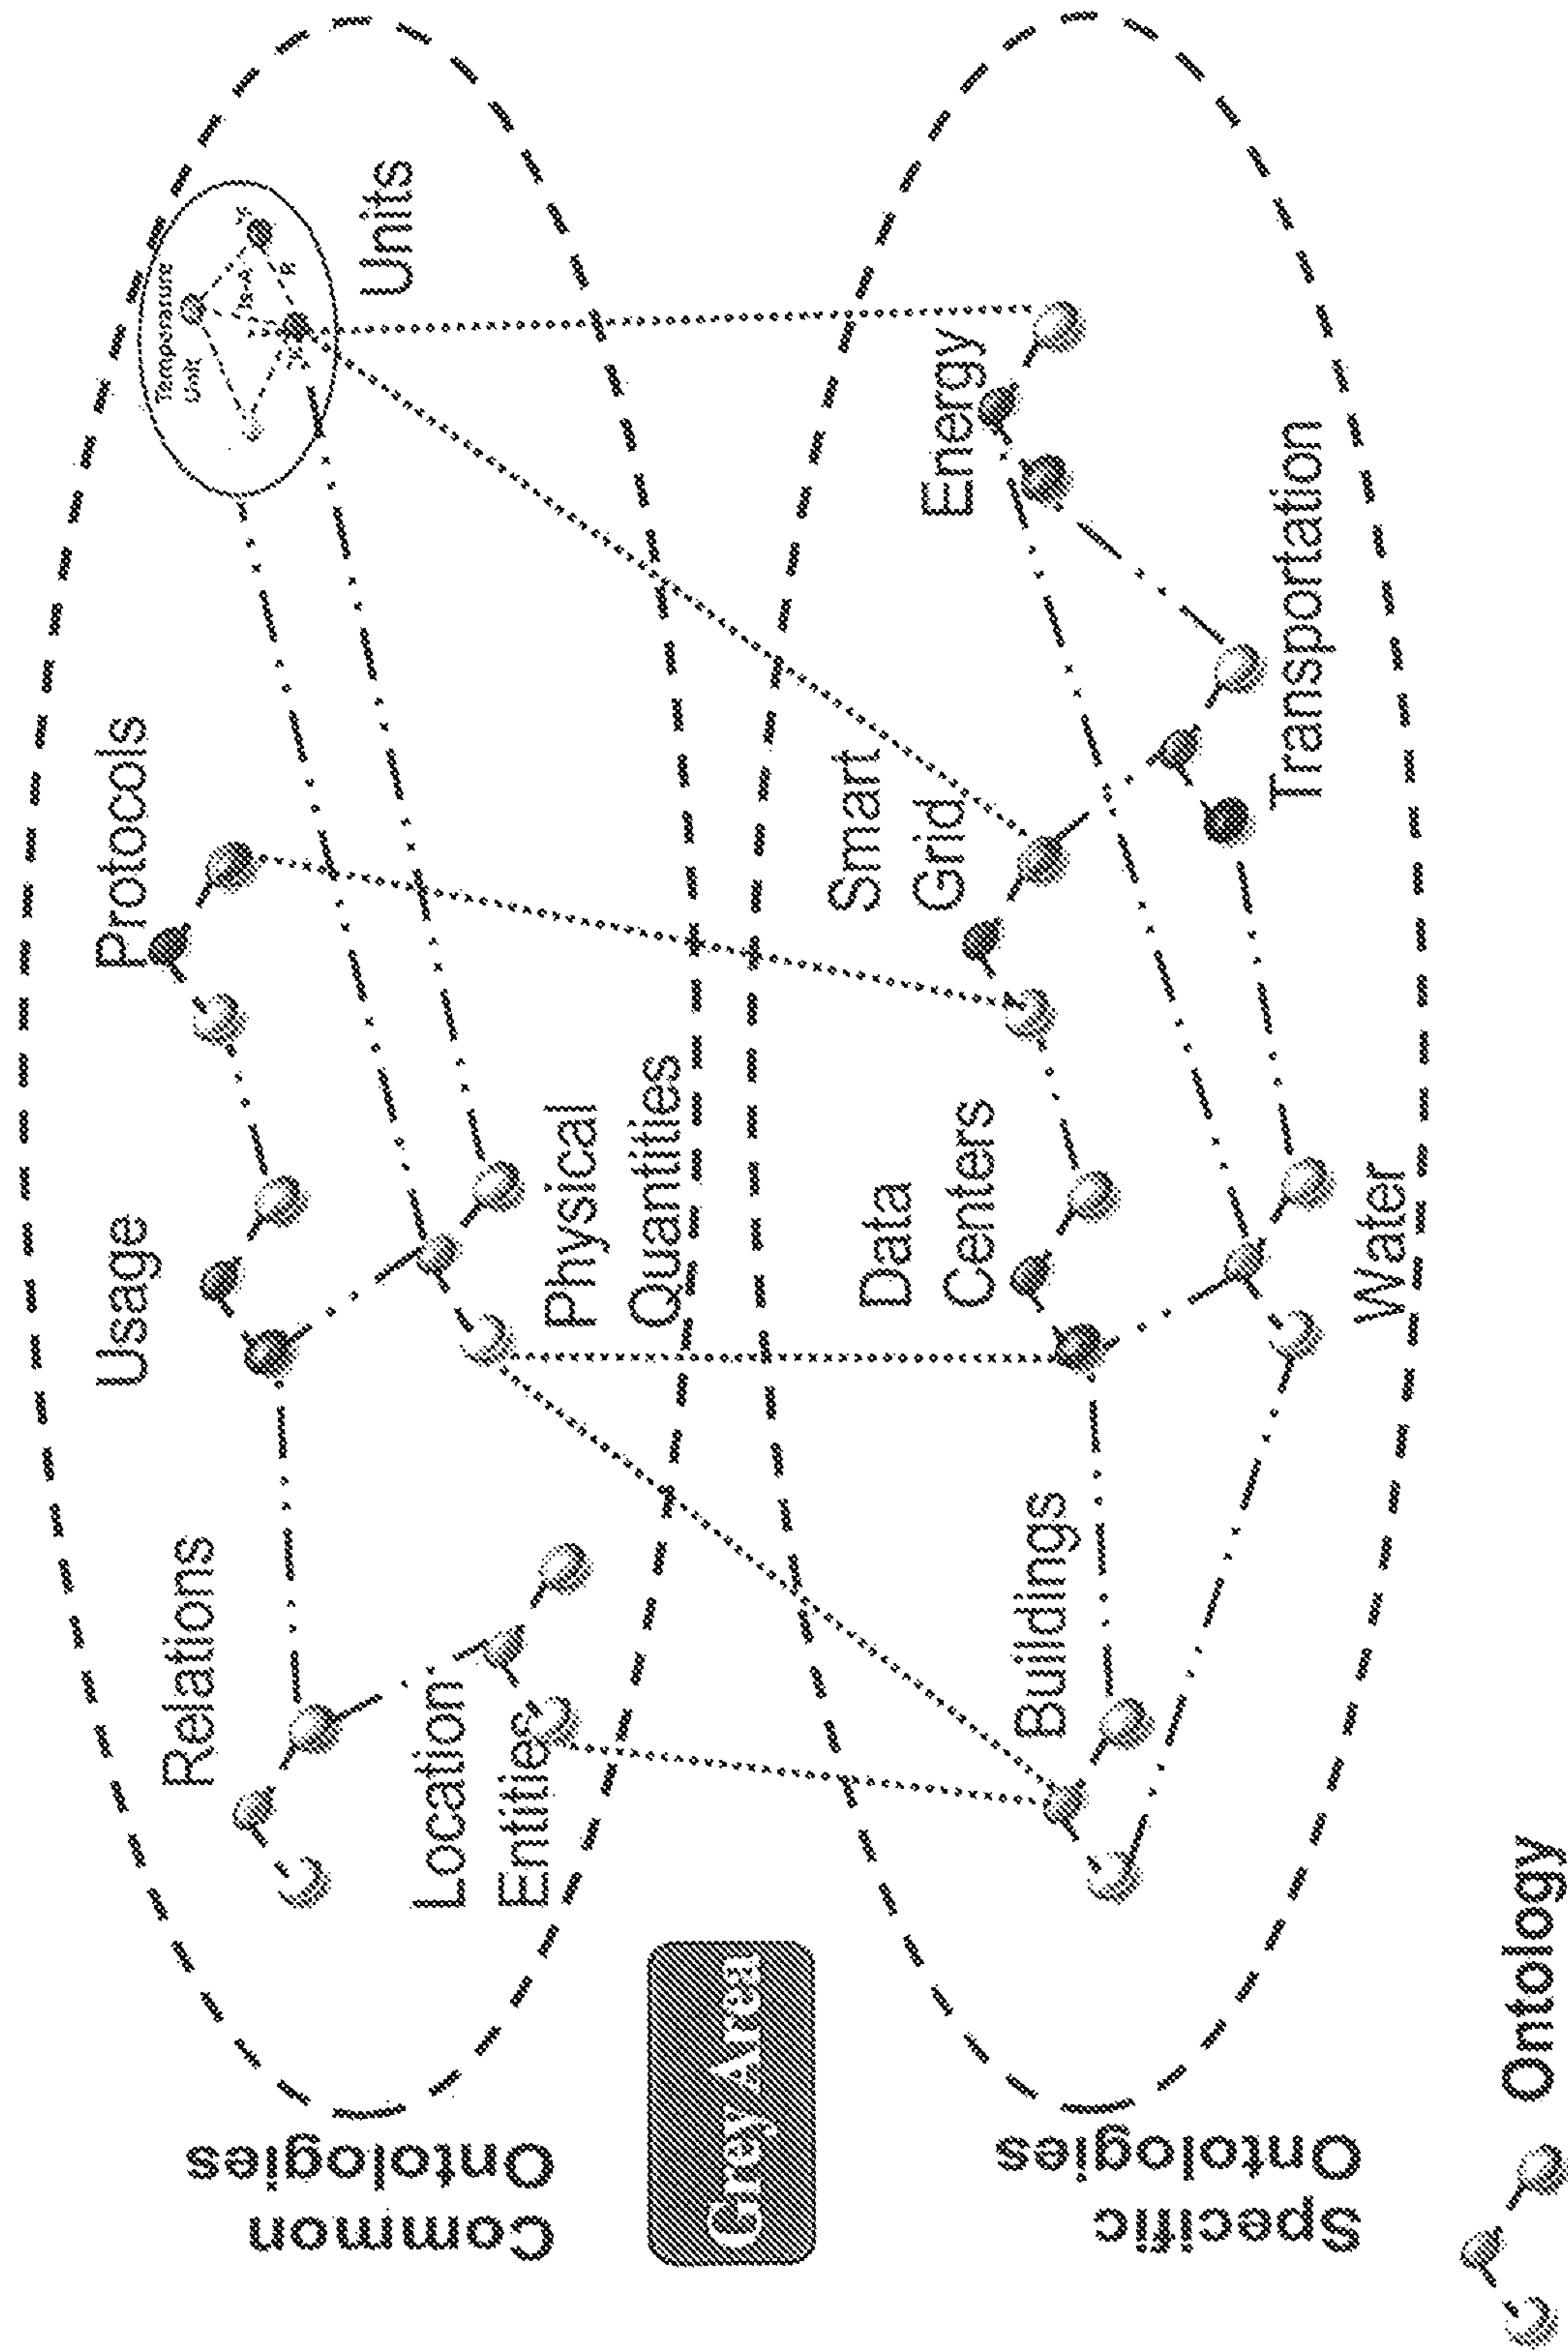 Common
Ontologies
Relations
Usage
Protocols
Temperature
Unit
Is-A
Units
Location
Entities
Physical
Quantities
Grey Area
Specific
Ontologies
Buildings
Data
Centers
Smart
Grid
Energy
Water
Transportation
Ontology